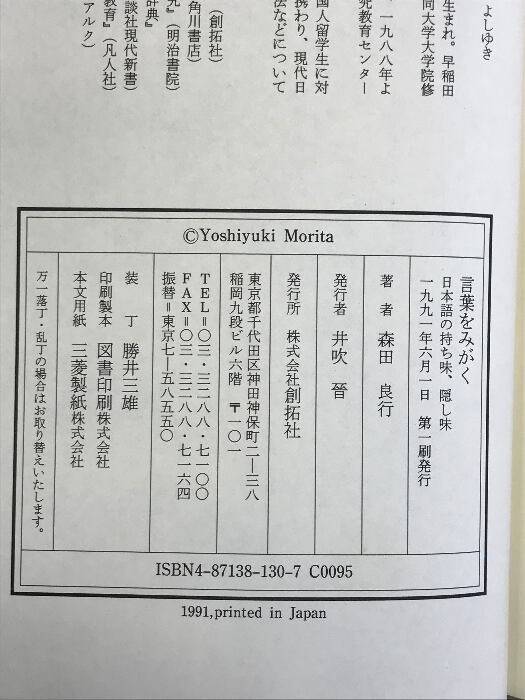 よしゆき
生まれ。早稲田
同大学大学院修
、一九八八年よ
究教育センター
国人留学生に対
携わり、現代日
法などについて
（創拓社）
角川書店）
究』（明治書院）
辞典』
談社現代新書）
教育』（凡人社）
アルク）
©Yoshiyuki Morita
言葉をみがく
日本語の持ち味、隠し味
一九九一年六月一日　第一刷発行
著　者　森田　良行
発行者　井吹　晉
発行所　株式会社創拓社
東京都千代田区神田神保町二―三八
稲岡九段ビル六階　〒一〇一
TEL＝〇三・三二八八・七一〇〇
FAX＝〇三・三二八八・七一六四
振替＝東京七―五八五五〇
装　丁　勝井三雄
印刷製本　図書印刷株式会社
本文用紙　三菱製紙株式会社
万一落丁・乱丁の場合はお取り替えいたします。
ISBN4-87138-130-7 C0095
1991,printed in Japan